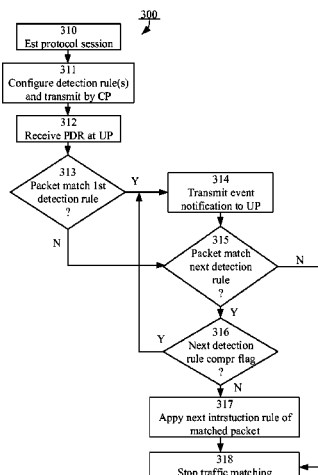 300
310
Est protocol session
311
Configure detection rule(s)
and transmit by CP
312
Receive PDR at UP
313
Packet match 1st
detection rule
?
Y
N
314
Transmit event
notification to UP
315
Packet match
next detection
rule
?
N
Y
316
Next detection
rule compr flag
?
Y
N
317
Appy next intrstuction rule of
matched packet
318
Stop traffic matching